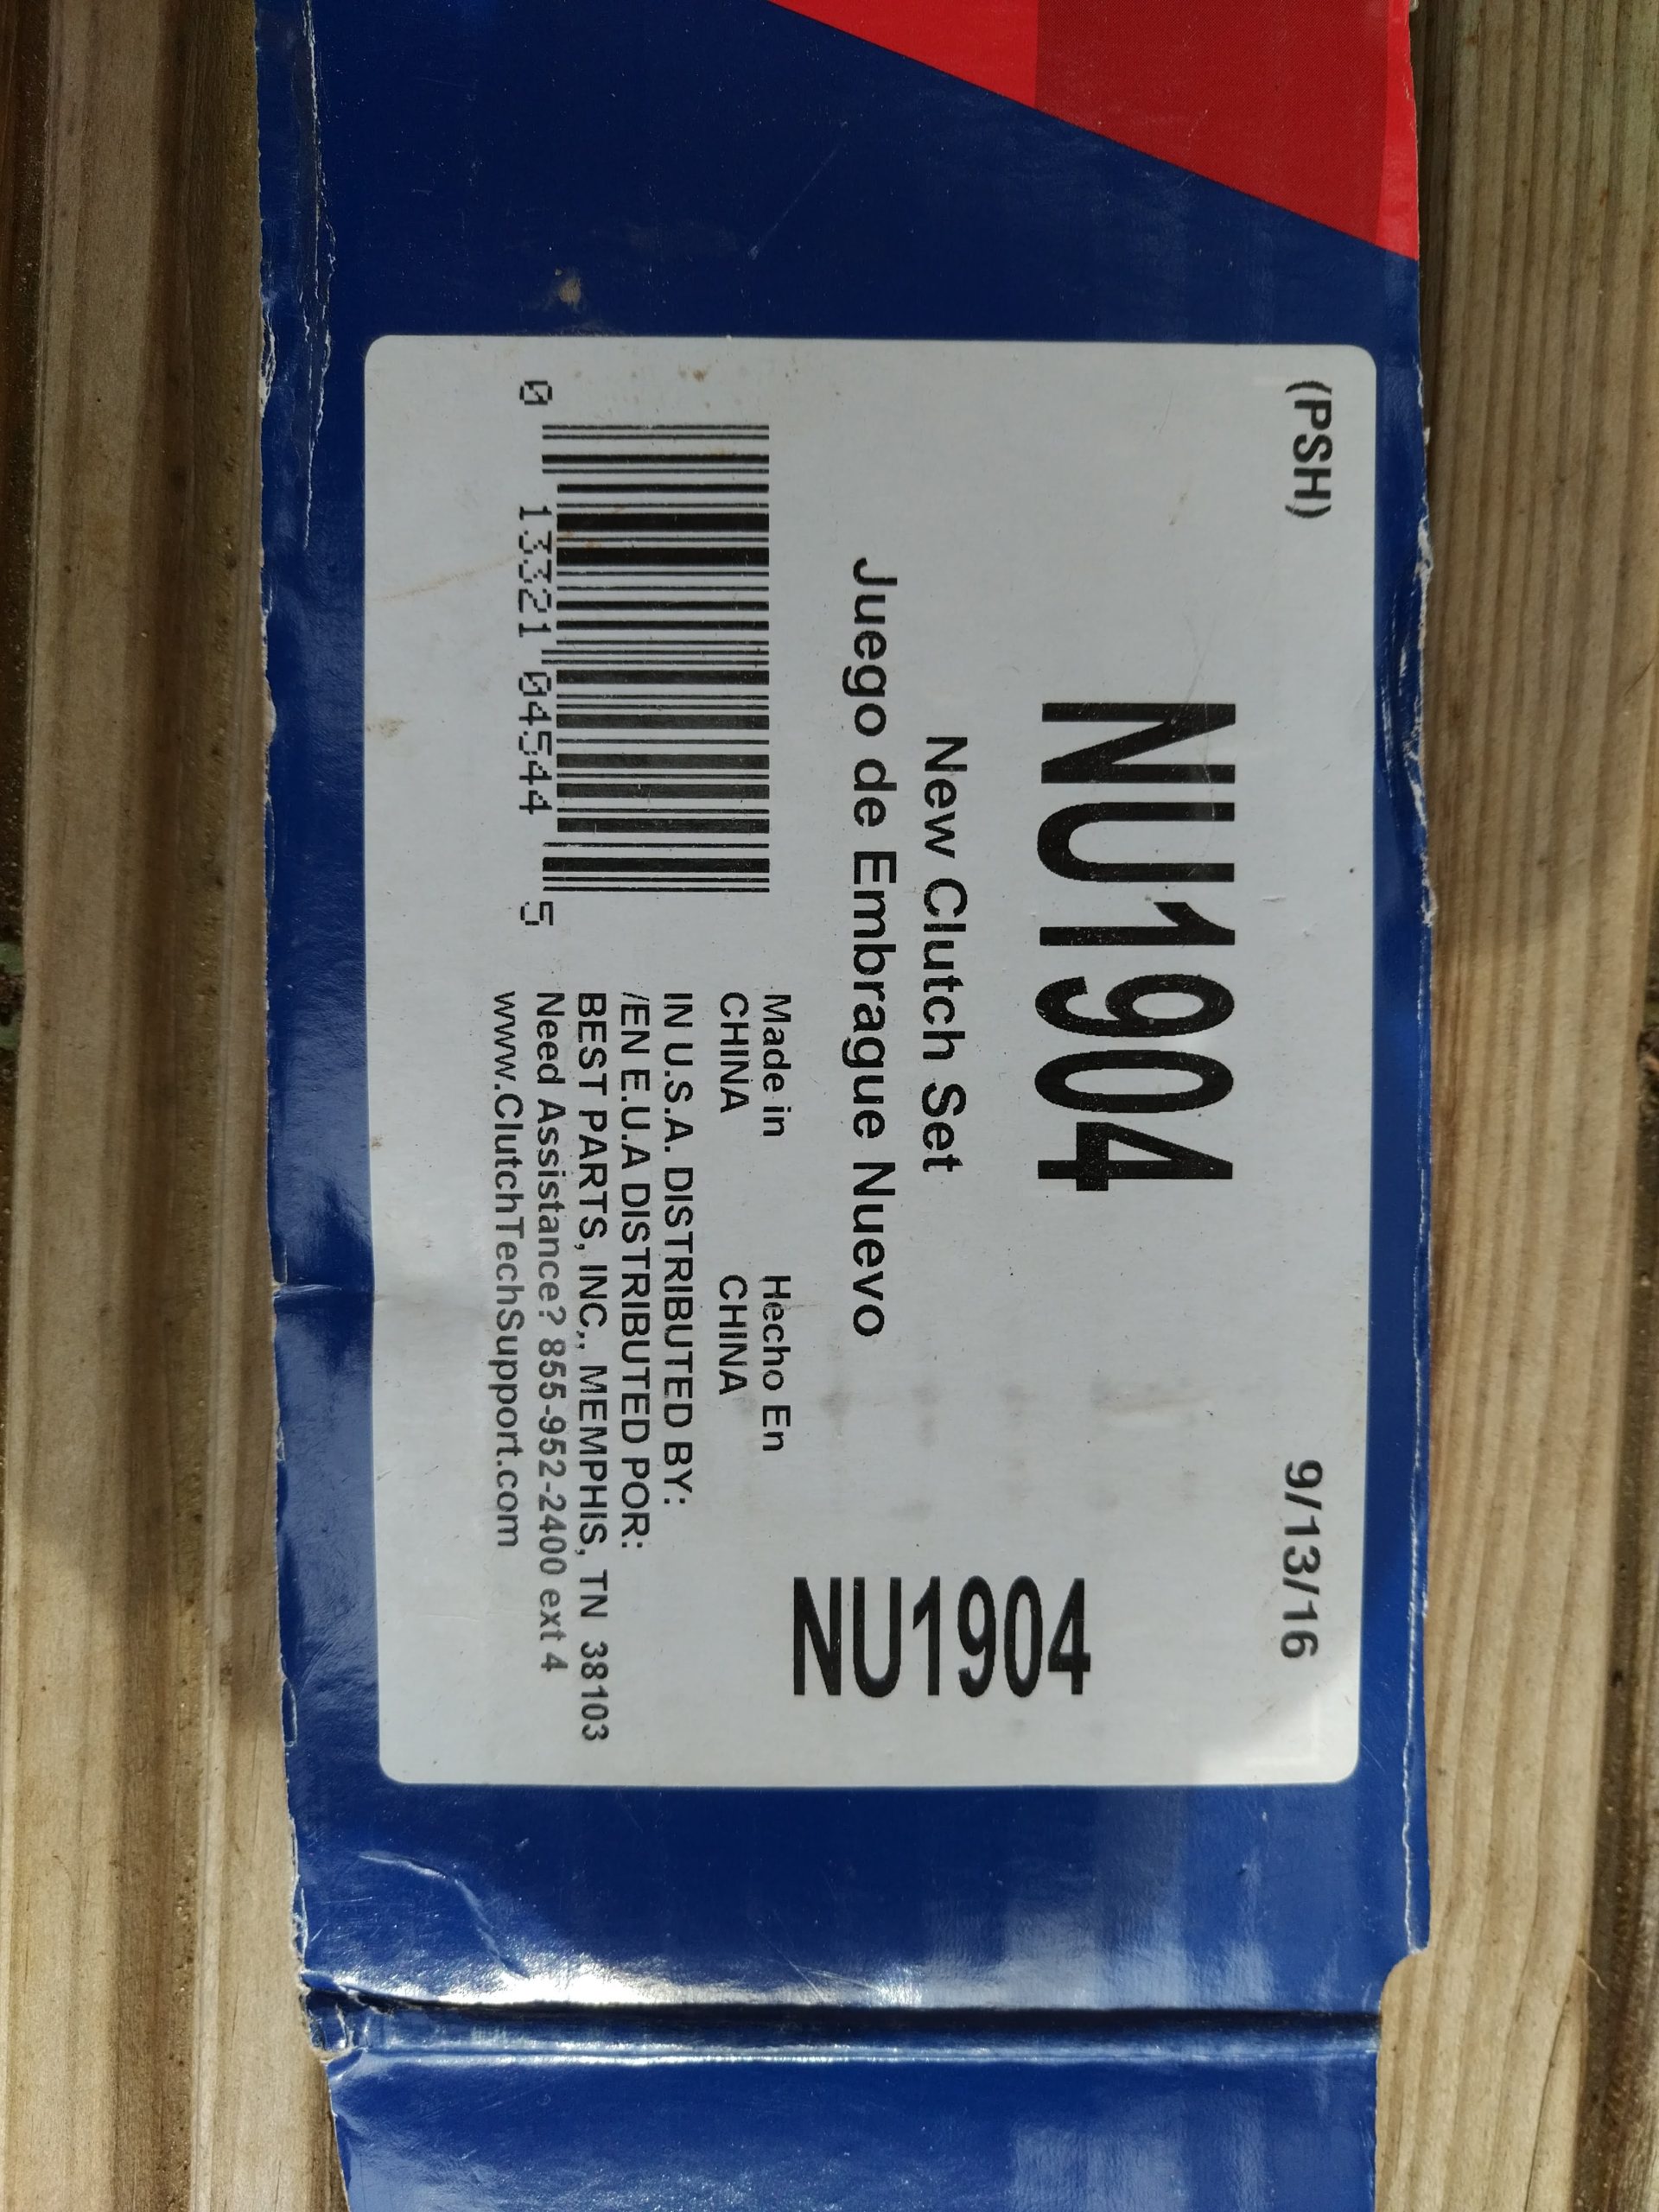 (PSH)
9/13/16
NU1904
New Clutch Set
Juego de Embrague Nuevo
NU1904
0 13321 04544 5
Made in Hecho En
CHINA CHINA
IN U.S.A. DISTRIBUTED BY:
/EN E.U.A DISTRIBUTED POR:
BEST PARTS, INC,, MEMPHIS, TN 38103
Need Assistance? 855-952-2400 ext 4
www.ClutchTechSupport.com